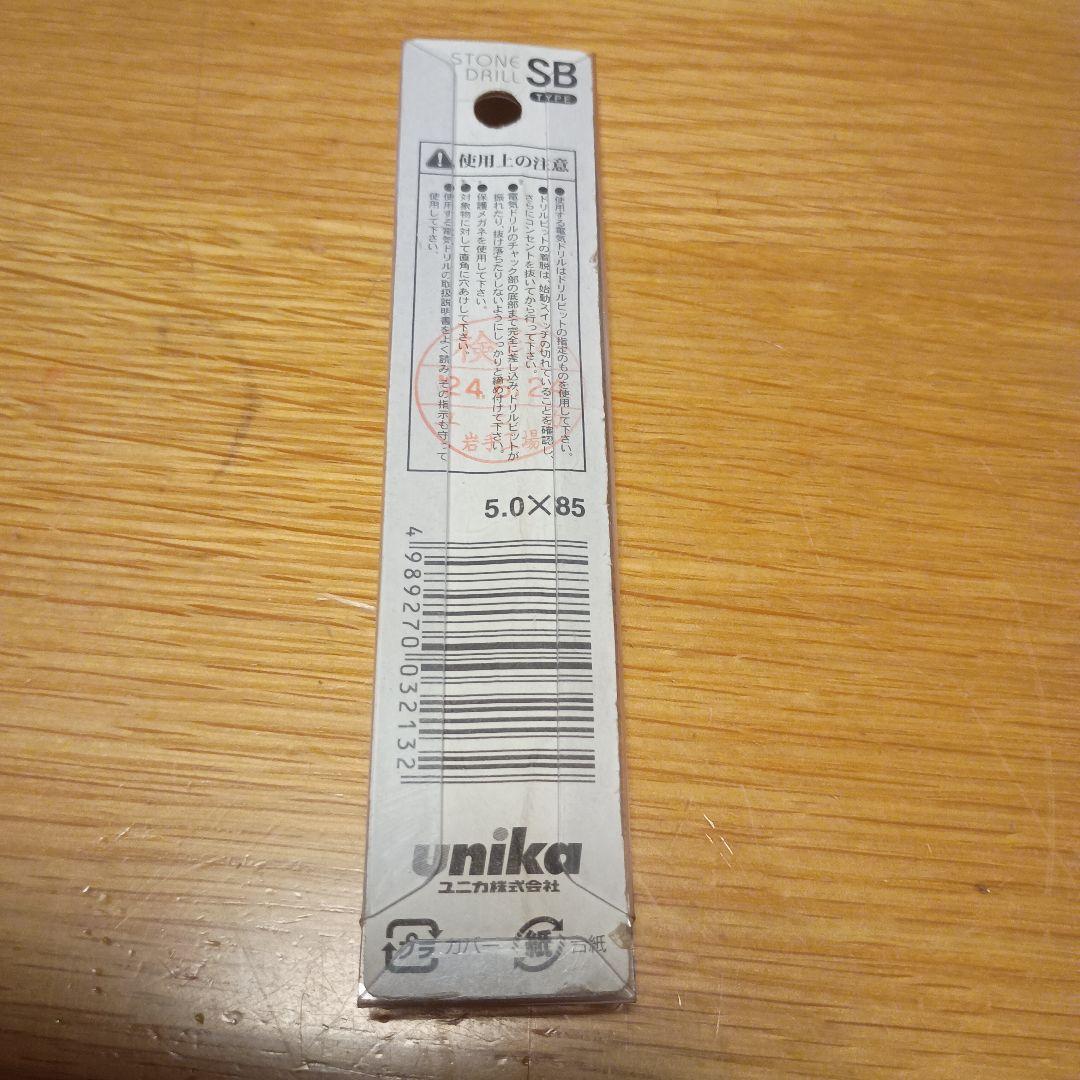 STONE
DRILL
SB
TYPE
使用上の注意
●使用する電気ドリルはドリルビットの指定のものを使用して下さい。
●ドリルビットの着脱は、始動スイッチの切れていることを確認し、
さらにコンセントを抜いてから行って下さい。
●電気ドリルのチャック部の底部まで完全に差し込み、ドリルビットが
振れたり、抜け落ちたりしないようにしっかりと締め付けて下さい。
●保護メガネを使用して下さい。
●対象物に対して直角に穴あけして下さい。
●使用する電気ドリルの取扱説明書をよく読み、その指示も守って
使用して下さい。
検
岩手工場
5.0×85
4989270032132
unika
ユニカ株式会社
プラ カバー 紙 台紙